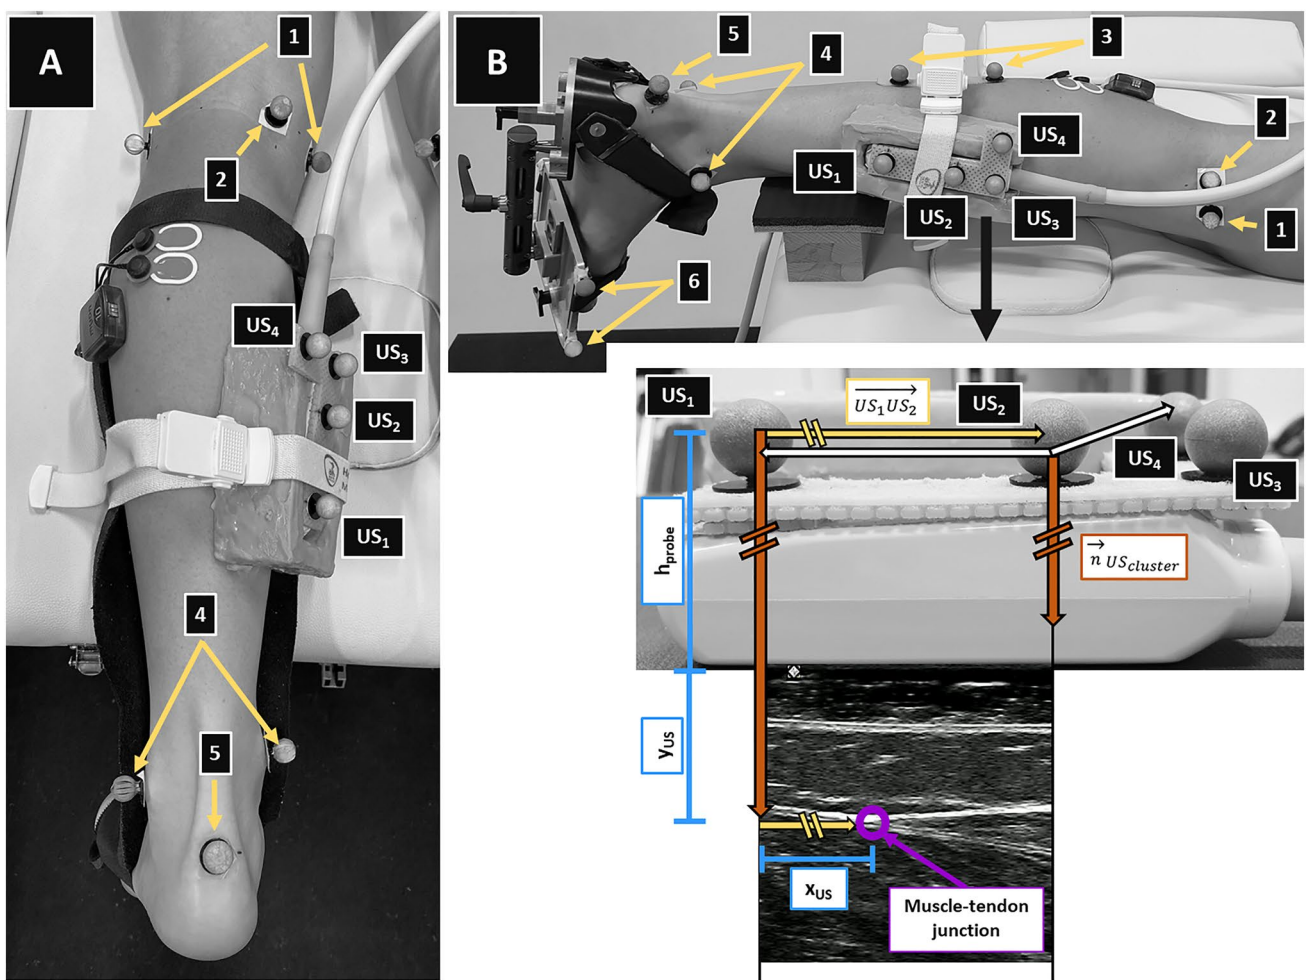 A
1
2
US4
US3
US2
US1
4
5
B
5
4
3
US4
2
US1
US2
US3
1
6
US1
US1US2
US2
US4
US3
hprobe
n UScluster
yUS
xUS
Muscle-tendon
junction